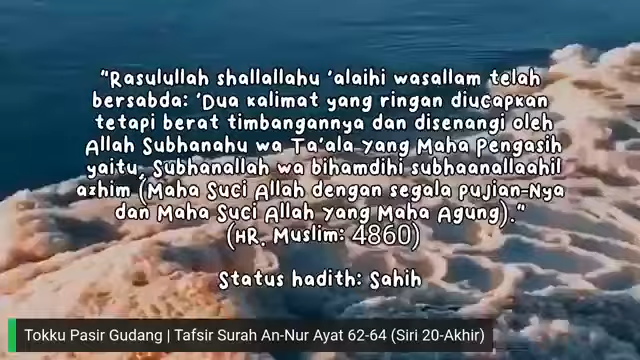 "Rasulullah shallallahu 'alaihi wasallam telah
bersabda: 'Dua kalimat yang ringan diucapkan
tetapi berat timbangannya dan disenangi oleh
Allah Subhanahu wa Ta'ala Yang Maha Pengasih
yaitu, Subhanallah wa bihamdihi subhaanallaahil
azhim (Maha Suci Allah dengan segala pujian-Nya
dan Maha Suci Allah Yang Maha Agung)."
(HR. Muslim: 4860)
Status hadith: Sahih
Tokku Pasir Gudang | Tafsir Surah An-Nur Ayat 62-64 (Siri 20-Akhir)